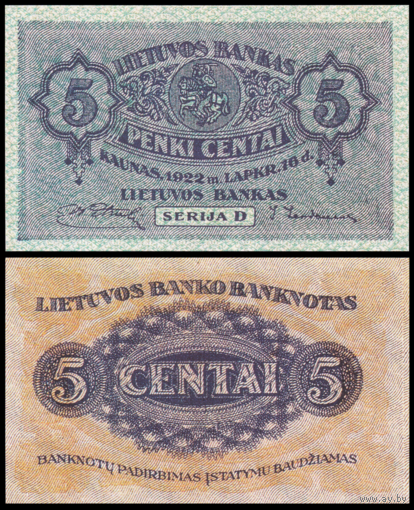 LIETUVOS BANKAS
5 5
PENKI CENTAI
KAUNAS, 1922 m. LAPKR. 16 d.
LIETUVOS BANKAS
SERIJA D
LIETUVOS BANKO BANKNOTAS
5 CENTAI 5
BANKNOTŲ PADIRBIMAS ĮSTATYMU BAUDŽIAMAS
www.av.by